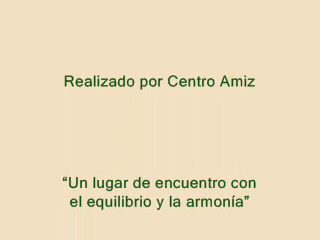 Realizado por Centro Amiz
“Un lugar de encuentro con
el equilibrio y la armonía”